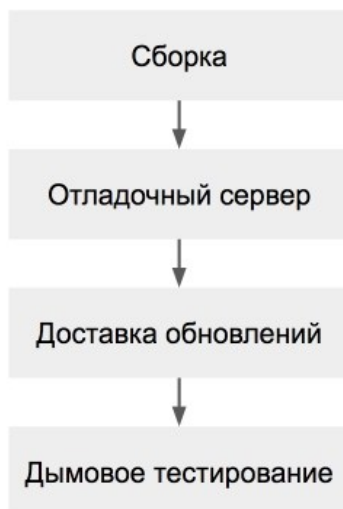 Сборка
Отладочный сервер
Доставка обновлений
Дымовое тестирование